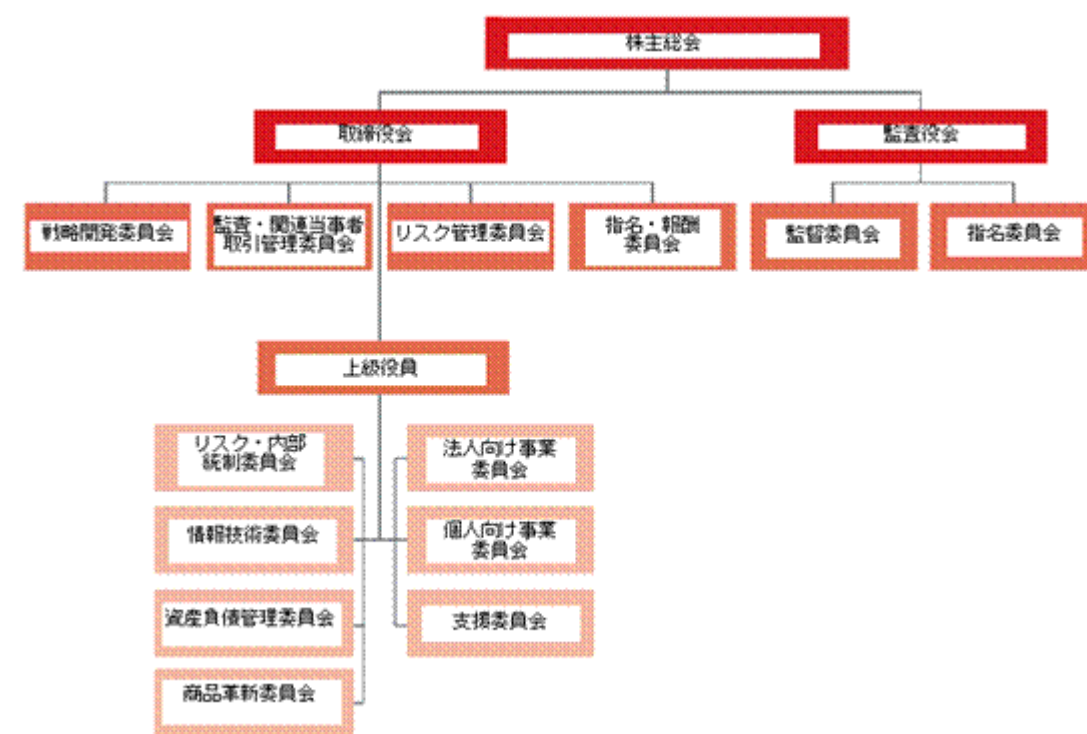 株主総会
取締役会
監査役会
戦略開発委員会
監査・関連当事者
取引管理委員会
リスク管理委員会
指名・報酬
委員会
監督委員会
指名委員会
上級役員
リスク・内部
統制委員会
法人向け事業
委員会
情報技術委員会
個人向け事業
委員会
資産負債管理委員会
支援委員会
商品革新委員会